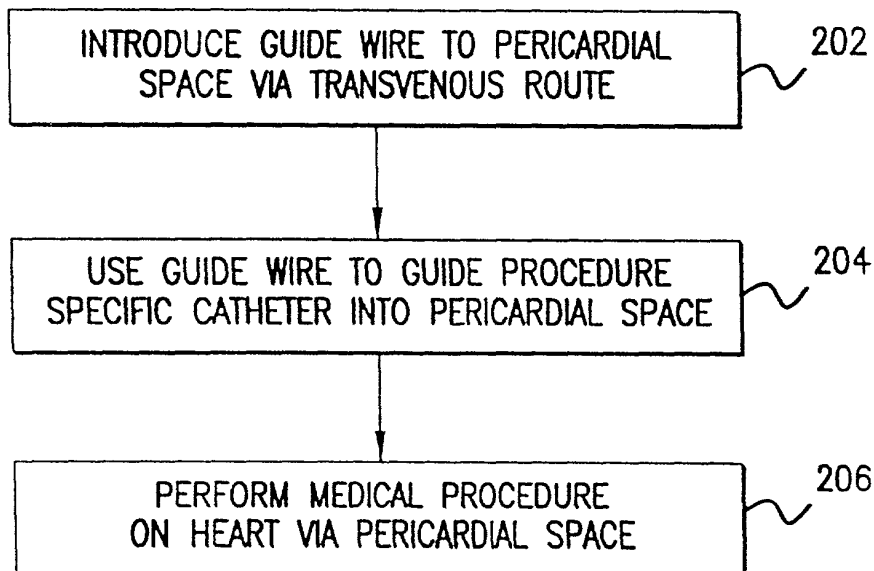 INTRODUCE GUIDE WIRE TO PERICARDIAL
SPACE VIA TRANSVENOUS ROUTE
202
USE GUIDE WIRE TO GUIDE PROCEDURE
SPECIFIC CATHETER INTO PERICARDIAL SPACE
204
PERFORM MEDICAL PROCEDURE
ON HEART VIA PERICARDIAL SPACE
206